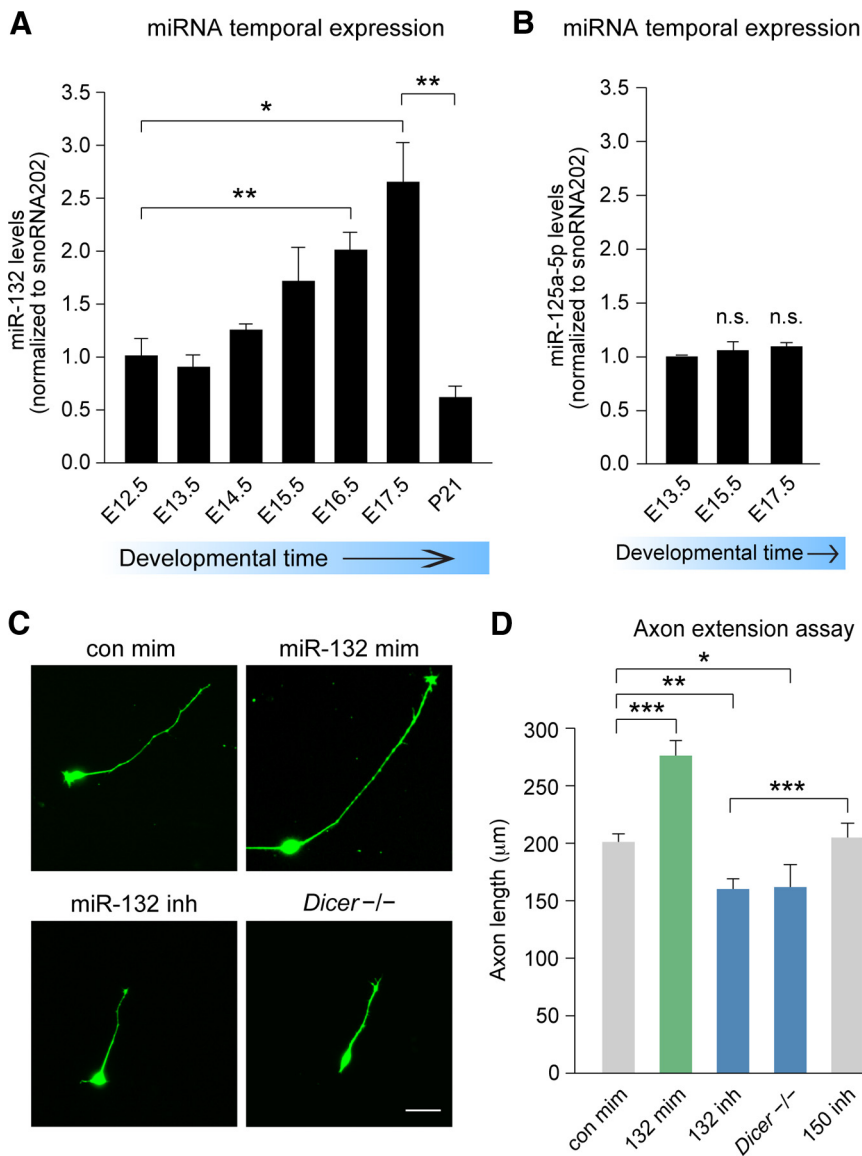 A
miRNA temporal expression
miR-132 levels
(normalized to snoRNA202)
3.5
3.0
2.5
2.0
1.5
1.0
0.5
0.0
*
**
**
E12.5
E13.5
E14.5
E15.5
E16.5
E17.5
P21
Developmental time
B
miRNA temporal expression
miR-125a-5p levels
(normalized to snoRNA202)
3.5
3.0
2.5
2.0
1.5
1.0
0.5
0.0
n.s.
n.s.
E13.5
E15.5
E17.5
Developmental time
C
con mim
miR-132 mim
miR-132 inh
Dicer−/−
D
Axon extension assay
Axon length (μm)
300
250
200
150
100
50
0
*
**
***
***
con mim
132 mim
132 inh
Dicer −/−
150 inh